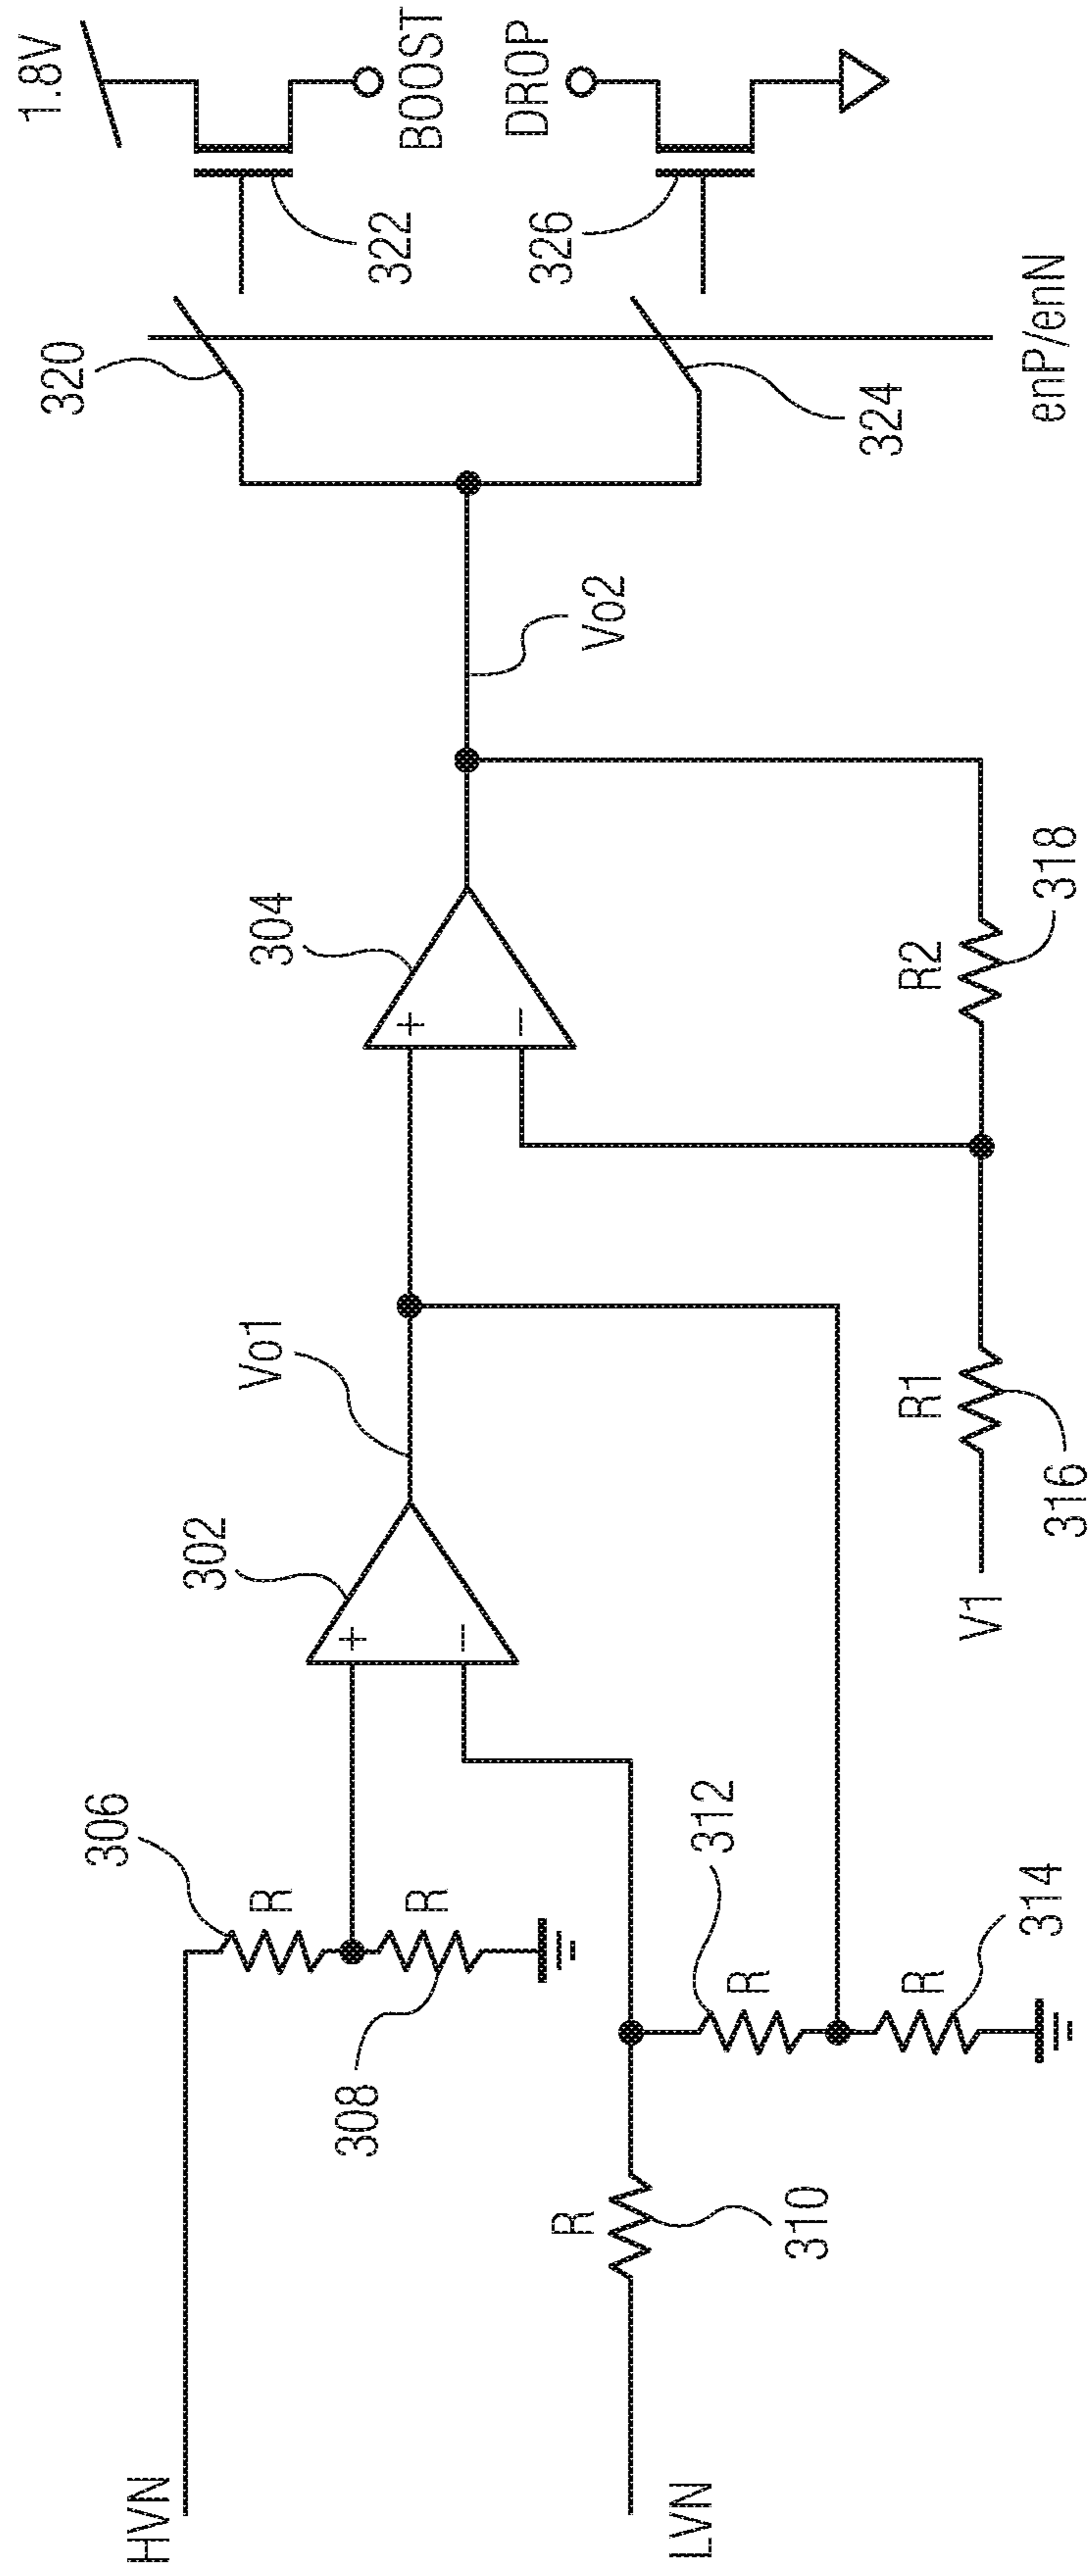 HVN
LVN
306
R
R
308
R
310
312
R
R
314
302
+
−
Vo1
V1
R1
316
304
+
−
R2
318
Vo2
320
324
enP/enN
1.8V
322
BOOST
DROP
326